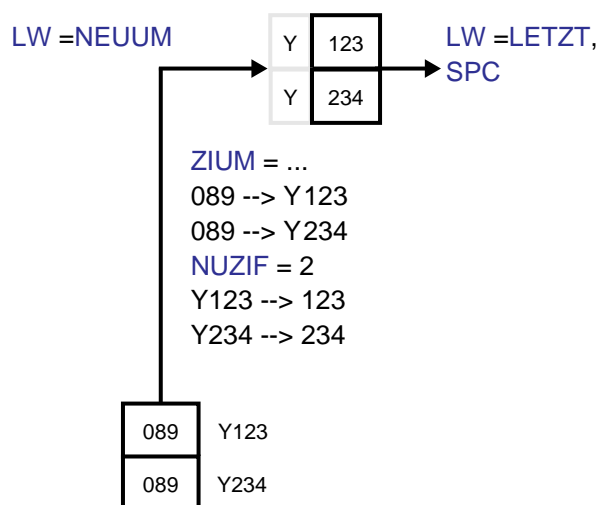 LW =NEUUM
Y 123
LW =LETZT,
SPC
Y 234
ZIUM = ...
089 --> Y123
089 --> Y234
NUZIF = 2
Y123 --> 123
Y234 --> 234
089 Y123
089 Y234